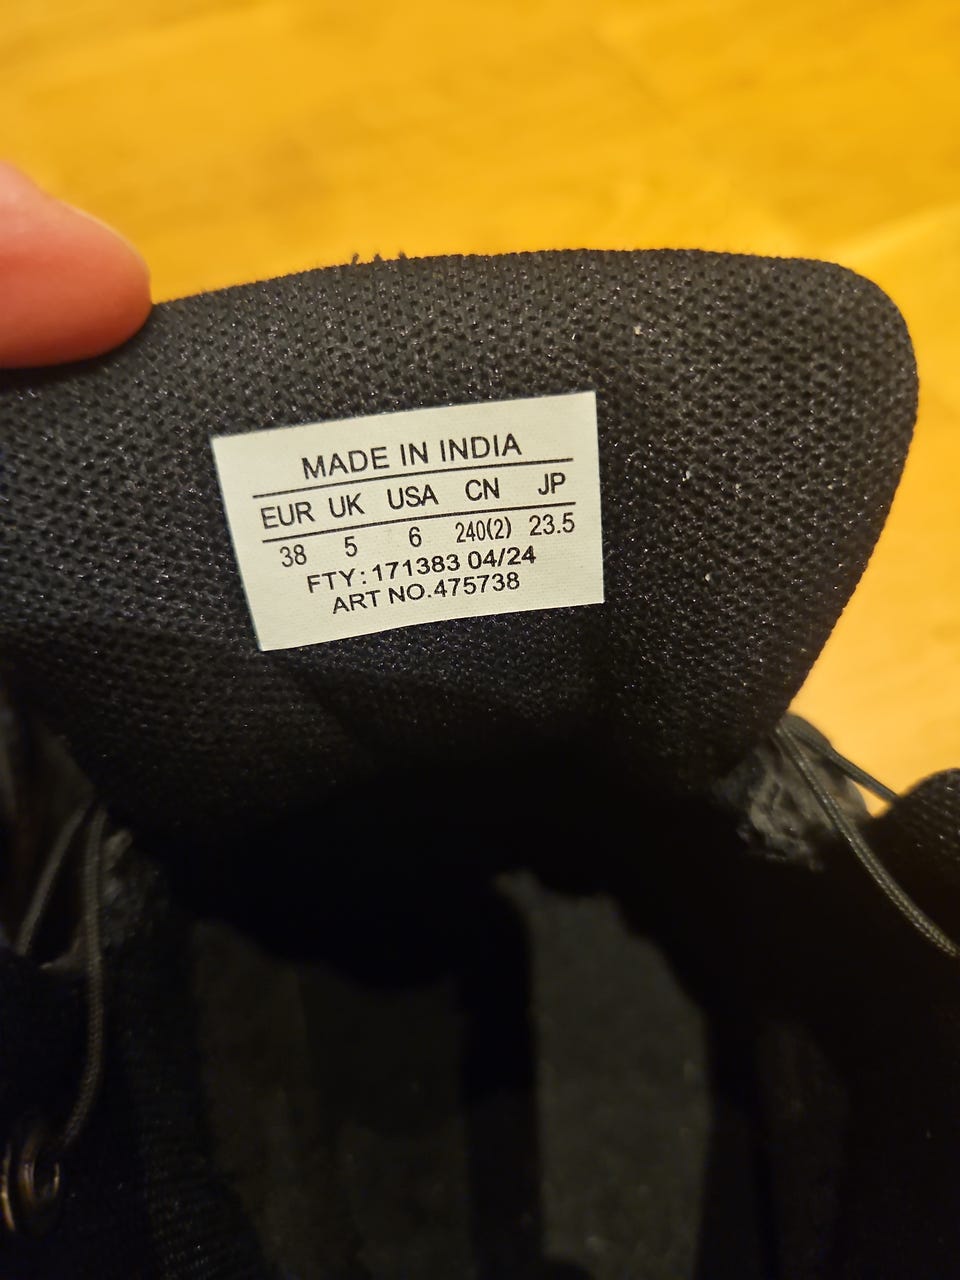 MADE IN INDIA
EUR UK USA CN JP
38 5 6 240(2) 23.5
FTY: 171383 04/24
ART NO.475738